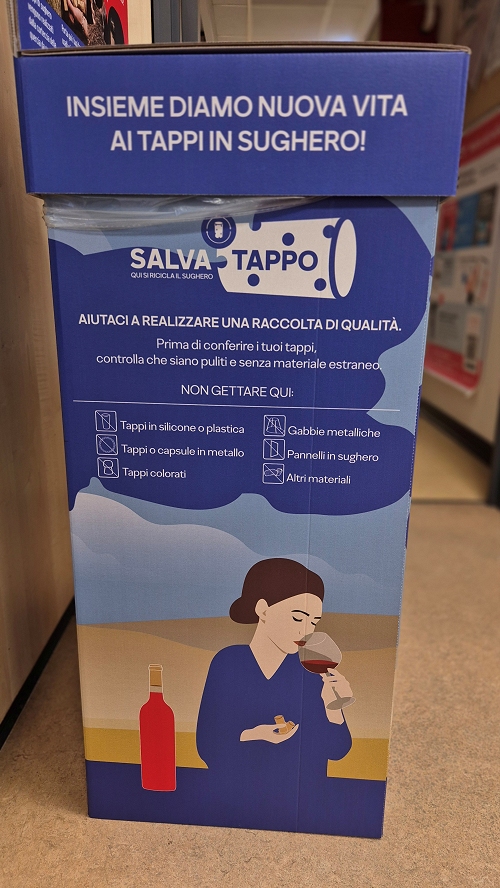 INSIEME DIAMO NUOVA VITA
AI TAPPI IN SUGHERO!
SALVA TAPPO
QUI SI RICICLA IL SUGHERO
AIUTACI A REALIZZARE UNA RACCOLTA DI QUALITÀ.
Prima di conferire i tuoi tappi,
controlla che siano puliti e senza materiale estraneo.
NON GETTARE QUI:
Tappi in silicone o plastica
Tappi o capsule in metallo
Tappi colorati
Gabbie metalliche
Pannelli in sughero
Altri materiali